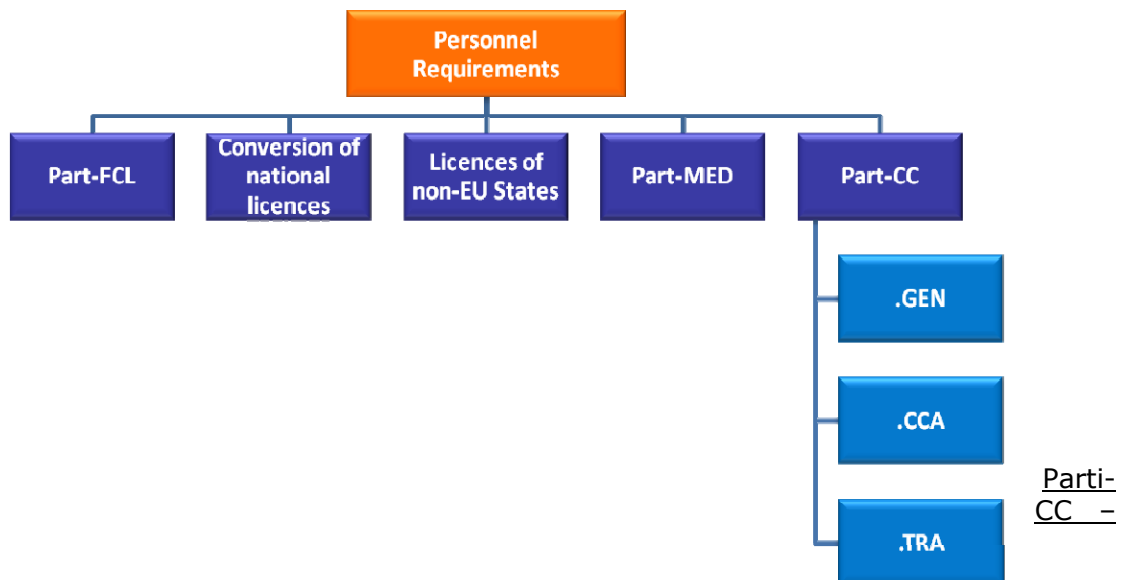 Personnel
Requirements
Part-FCL
Conversion of
national
licences
Licences of
non-EU States
Part-MED
Part-CC
.GEN
.CCA
.TRA
Parti-
CC –